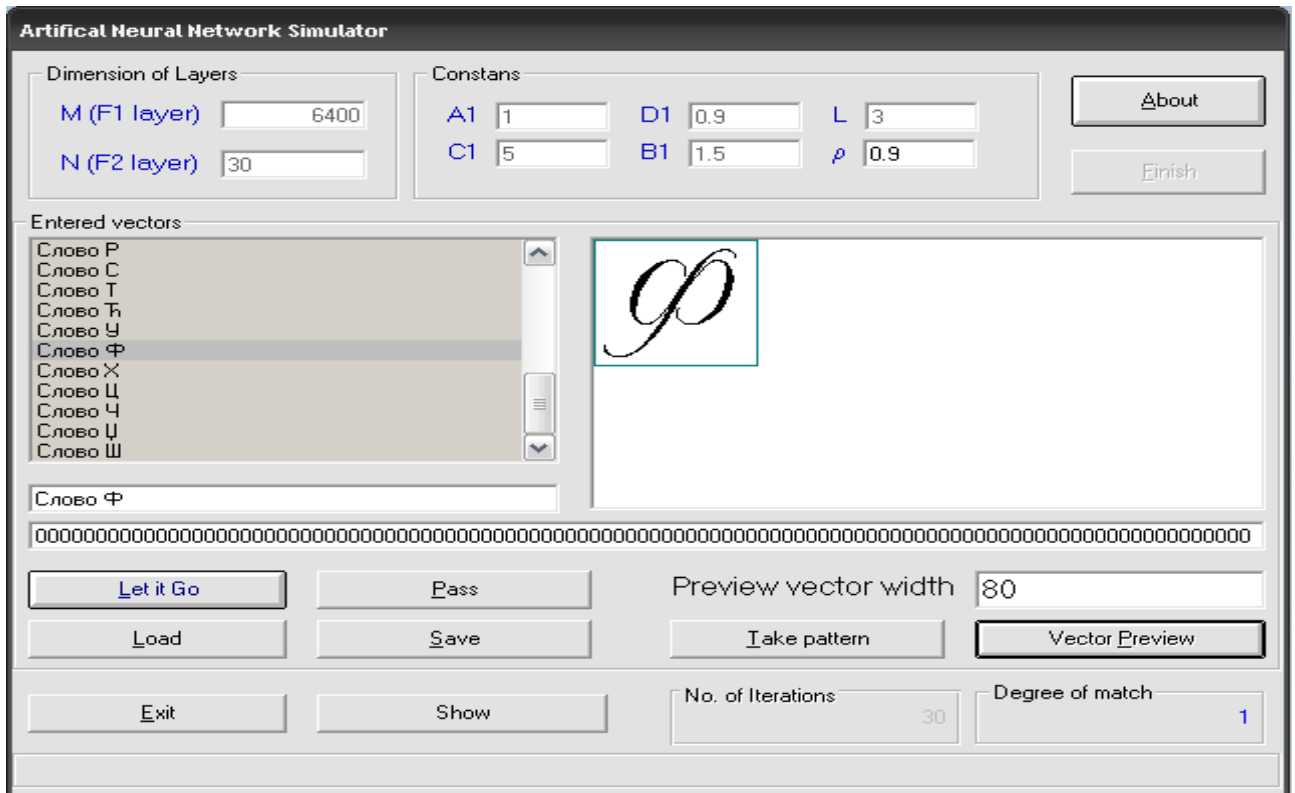 Artifical Neural Network Simulator
Dimension of Layers
M (F1 layer) 6400
N (F2 layer) 30
Constans
A1 1 D1 0.9 L 3
C1 5 B1 1.5 ρ 0.9
About
Finish
Entered vectors
Слово Р
Слово С
Слово Т
Слово Ћ
Слово У
Слово Ф
Слово Х
Слово Ц
Слово Ч
Слово Џ
Слово Ш
Ф
Слово Ф
Let it Go
Pass
Preview vector width 80
Load
Save
Take pattern
Vector Preview
Exit
Show
No. of Iterations
30
Degree of match
1